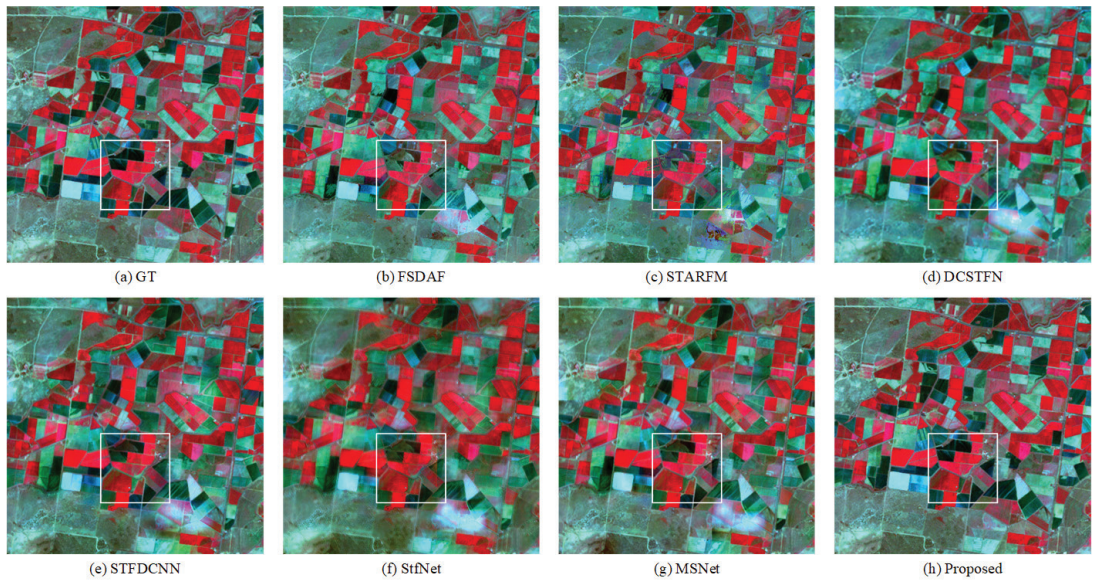 (a) GT
(b) FSDAF
(c) STARFM
(d) DCSTFN
(e) STFDCNN
(f) StfNet
(g) MSNet
(h) Proposed